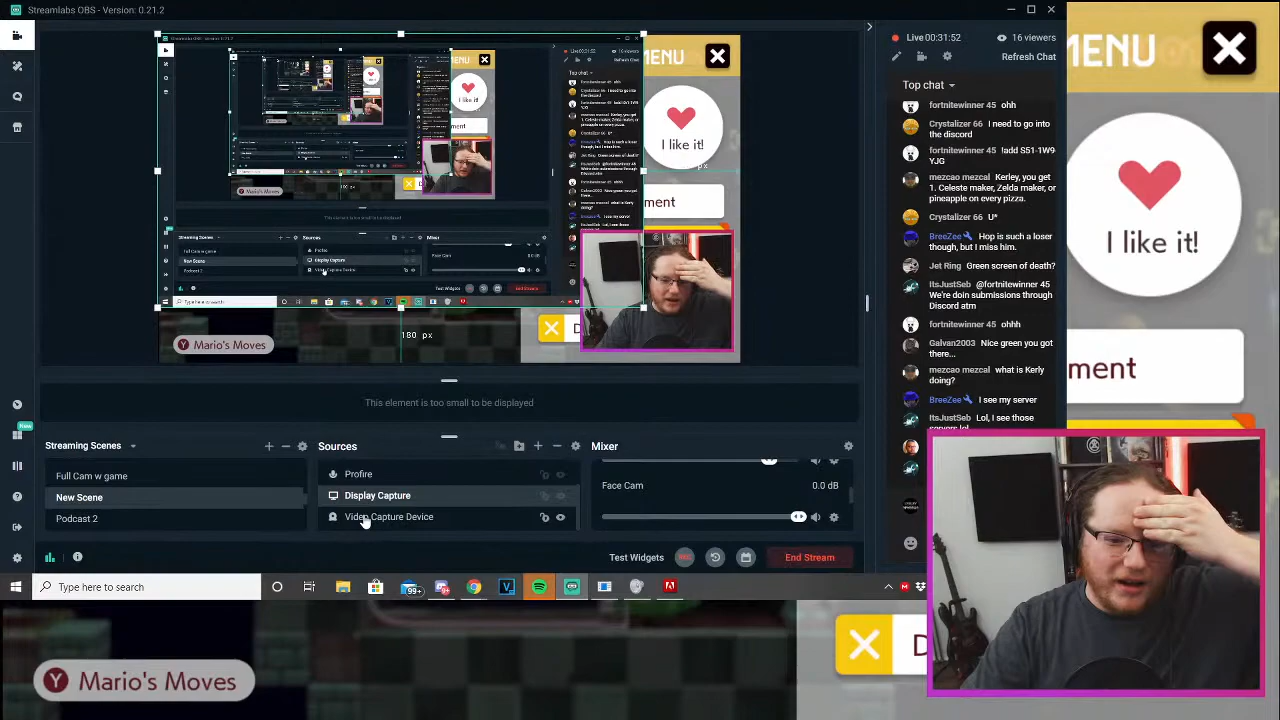 Streamlabs OBS - Version: 0.21.2
Live 00:31:52
16 viewers
Refresh Chat
Top chat
fortnitewinner 45 ohh
Crystalizer 66 I need to go into
the discord
fortnitewinner 45 !add S51-1W9
YJG
mezcao mezcal Kerley, you get
1. Celeste maker, Zelda maker, or
pineapple on every pizza.
Crystalizer 66 U*
BreeZee Hop is such a loser
though, but I miss him.
Jet Ring Green screen of death?
ItsJustSeb @fortnitewinner 45
We're doin submissions through
Discord atm
fortnitewinner 45 ohhh
Galvan2003 Nice green you got
there...
mezcao mezcal what is Kerly
doing?
BreeZee I see my server
ItsJustSeb Lol, I see those
servers lol
MENU
I like it!
ment
MENU
I like it!
ment
Mario's Moves
180 px
D
This element is too small to be displayed
Streaming Scenes
Full Cam w game
New Scene
Podcast 2
Sources
Profire
Display Capture
Video Capture Device
Mixer
Face Cam
0.0 dB
New
Test Widgets
REC
End Stream
Type here to search
99+
Y Mario's Moves
D